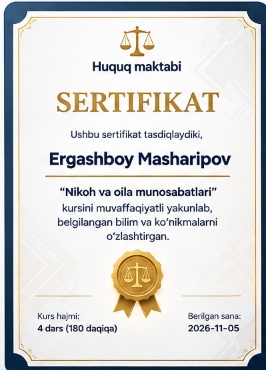 Huquq maktabi
SERTIFIKAT
Ushbu sertifikat tasdiqlaydiki,
Ergashboy Masharipov
“Nikoh va oila munosabatlari”
kursini muvaffaqiyatli yakunlab,
belgilangan bilim va ko‘nikmalarni
o‘zlashtirgan.
Kurs hajmi:
4 dars (180 daqiqa)
Berilgan sana:
2026-11-05